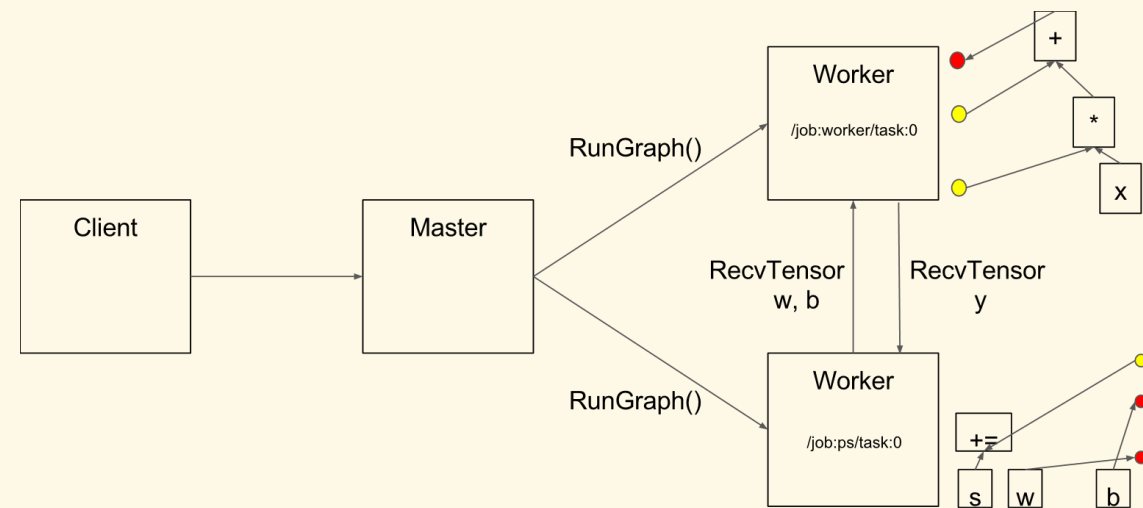 Client
Master
RunGraph()
RunGraph()
Worker
/job:worker/task:0
RecvTensor
w, b
RecvTensor
y
Worker
/job:ps/task:0
+
*
x
+=
s
w
b